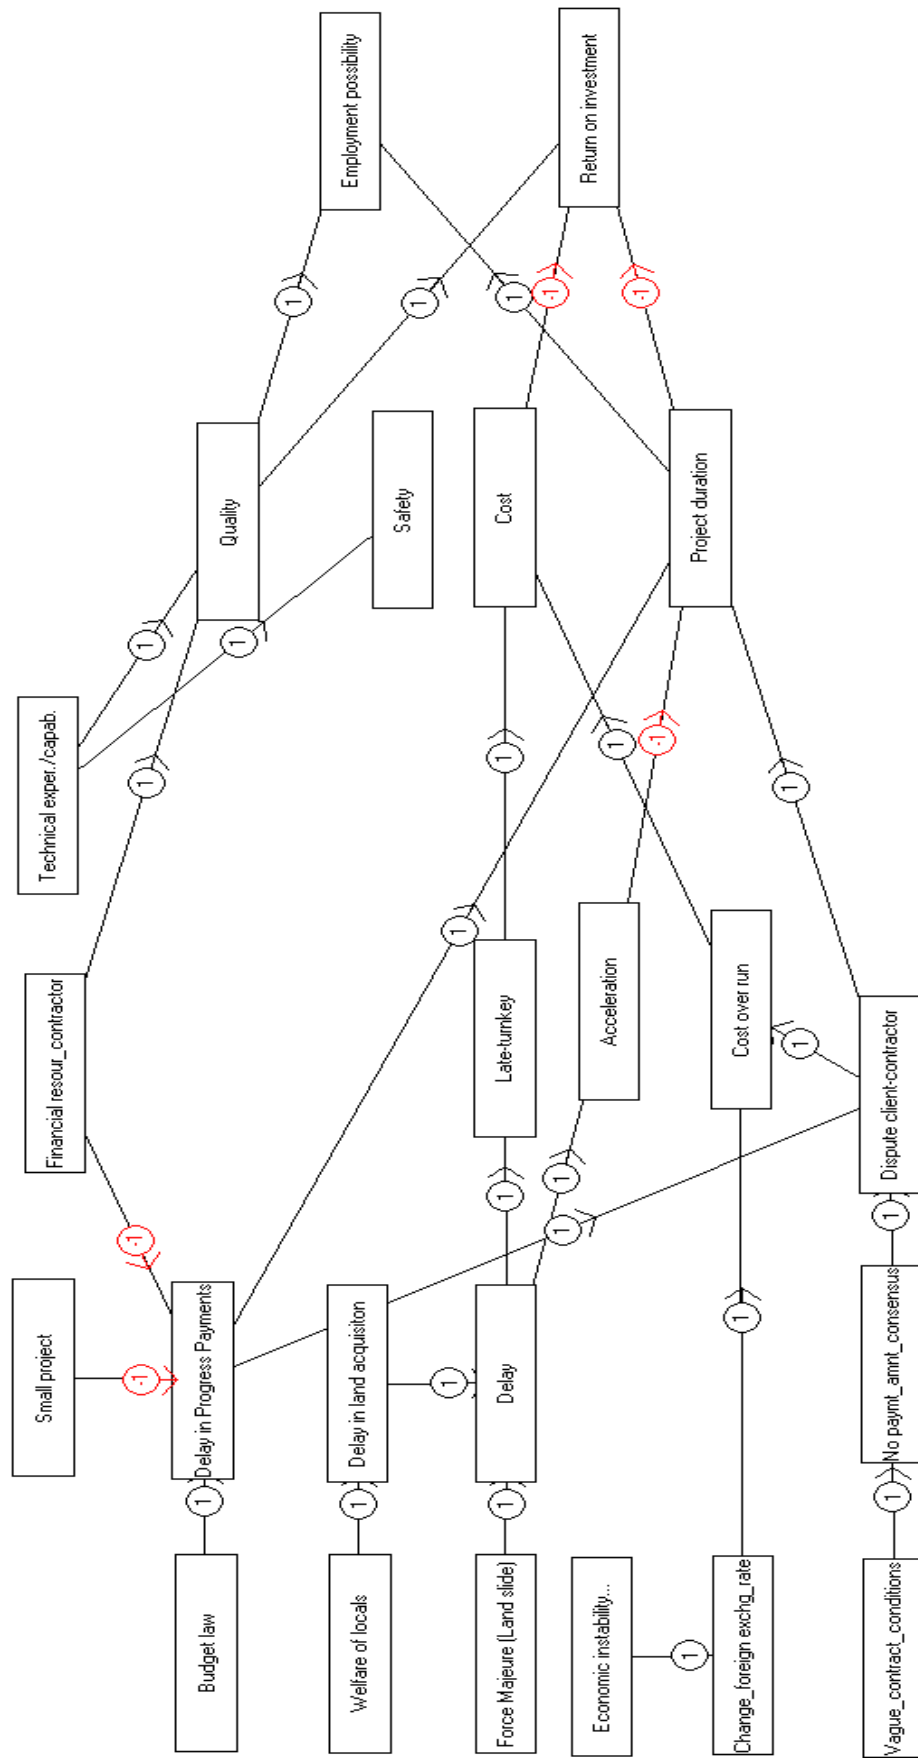 Small project
Financial resour_contractor
Technical exper./capab.
-1
-1
1
1
Budget law
1
Delay in Progress Payments
1
Quality
1
Employment possibility
Welfare of locals
1
Delay in land acquisiton
Safety
1
1
1
Force Majeure (Land slide)
1
Delay
1
Late-turnkey
1
Cost
1
1
1
-1
Economic instability...
Acceleration
1
Return on investment
1
-1
-1
Change_foreign exchg_rate
1
Cost over run
Project duration
1
1
Vague_contract_conditions
1
No paymt_amnt_consensus
1
Dispute client-contractor